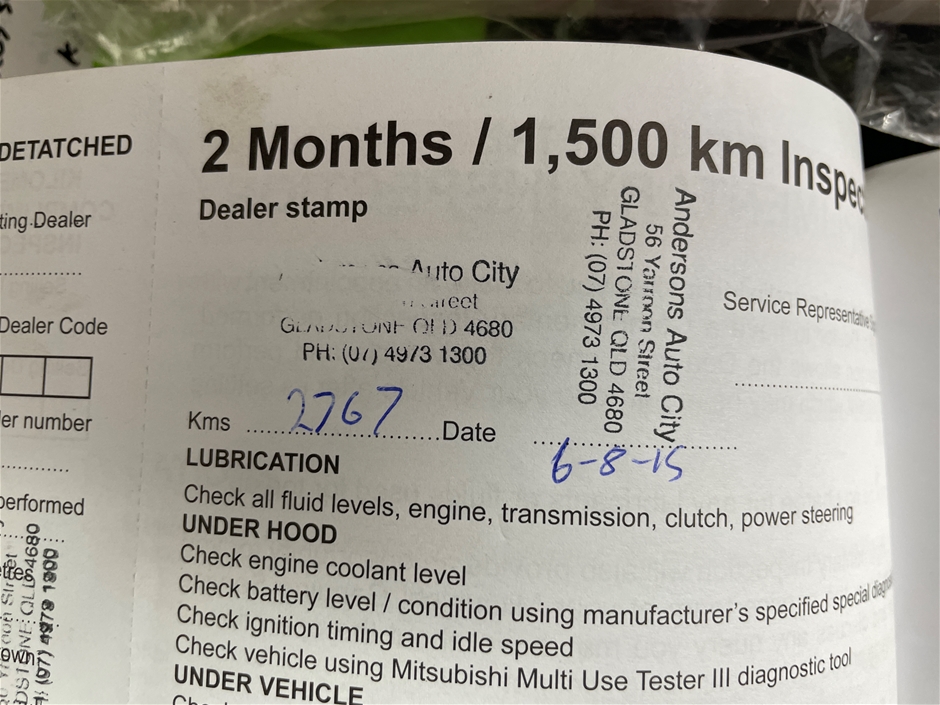 DETATCHED
2 Months / 1,500 km Inspec
ting Dealer
Dealer stamp
Auto City
GLADSTONE QLD 4680
PH: (07) 4973 1300
Andersons Auto City
56 Yarroon Street
GLADSTONE QLD 4680
PH: (07) 4973 1300
Service Representative
Dealer Code
er number
Kms 2767 Date 6-8-15
LUBRICATION
Check all fluid levels, engine, transmission, clutch, power steering
performed
UNDER HOOD
Check engine coolant level
Check battery level / condition using manufacturer's specified special diagno
Check ignition timing and idle speed
Check vehicle using Mitsubishi Multi Use Tester III diagnostic tool
UNDER VEHICLE